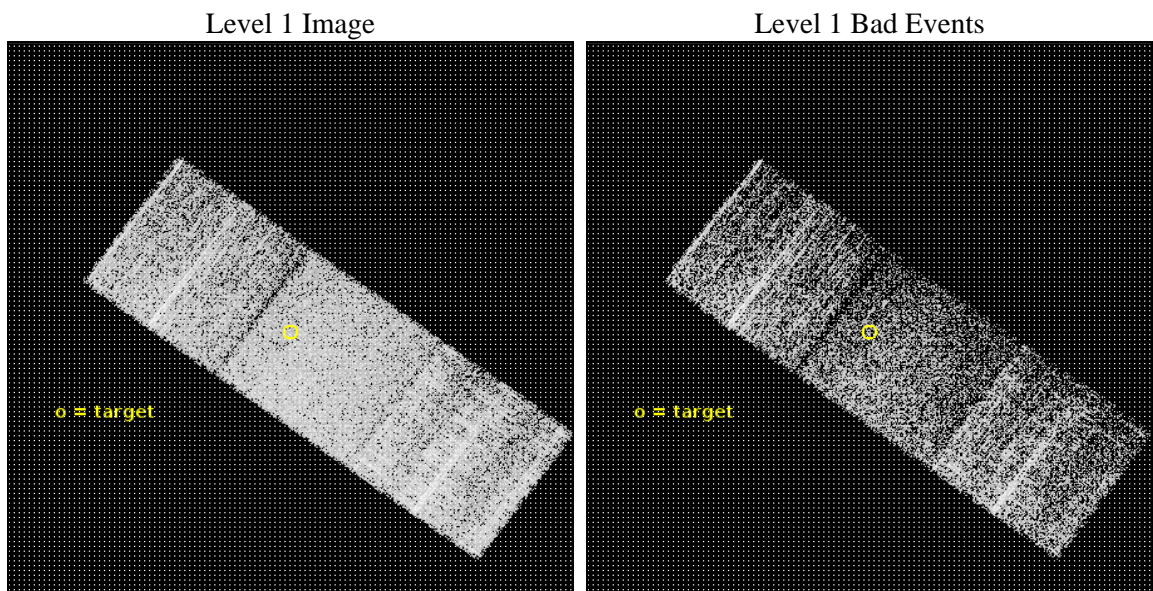 Level 1 Image
Level 1 Bad Events
o = target
o = target